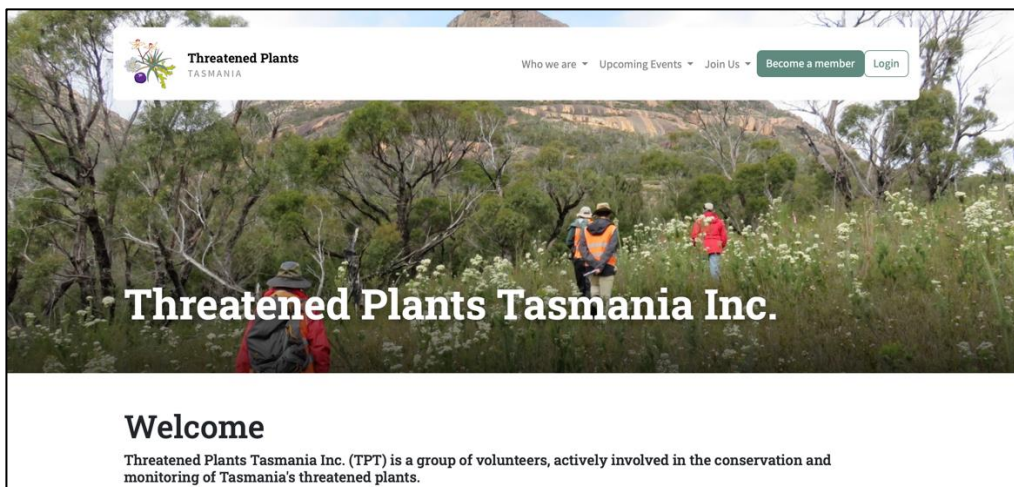 Threatened Plants
TASMANIA
Who we are Upcoming Events Join Us Become a member Login
Threatened Plants Tasmania Inc.
Welcome
Threatened Plants Tasmania Inc. (TPT) is a group of volunteers, actively involved in the conservation and
monitoring of Tasmania's threatened plants.